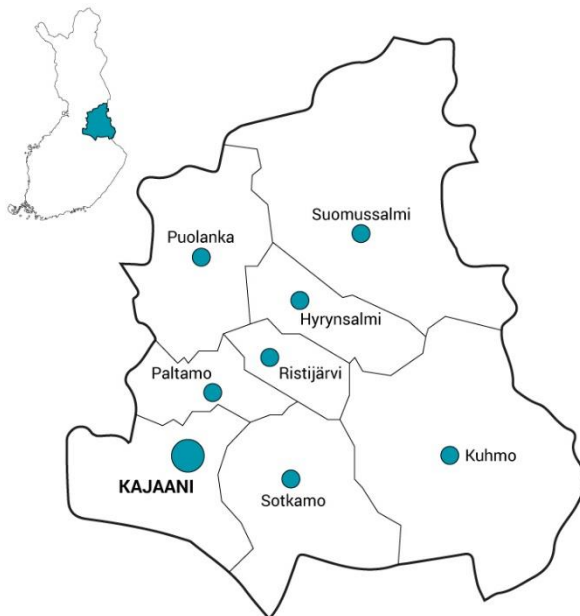 Suomussalmi
Puolanka
Hyrynsalmi
Ristijärvi
Paltamo
Kuhmo
KAJAANI
Sotkamo